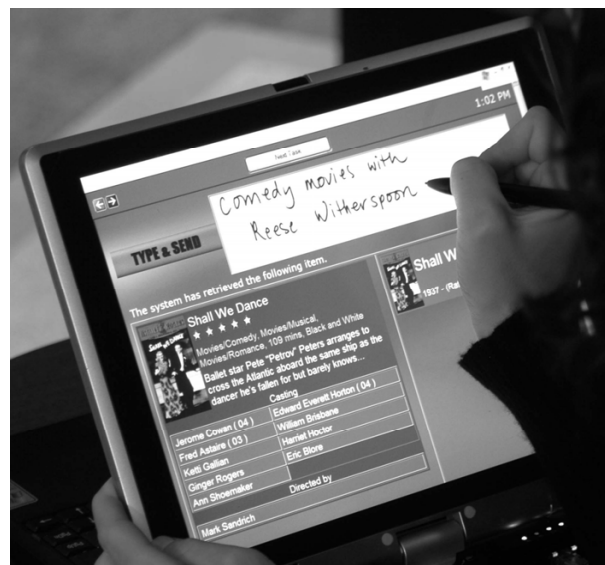 1:02 PM
Next Task
Comedy movies with
Reese Witherspoon
TYPE & SEND
The system has retrieved the following item.
Shall We Dance
★ ★ ★ ★ ★
Movies/Comedy, Movies/Musical,
Movies/Romance, 109 mins, Black and White
Ballet star Pete "Petrov" Peters arranges to
cross the Atlantic aboard the same ship as the
dancer he's fallen for but barely knows...
Casting
Jerome Cowan ( 04 )
Edward Everett Horton ( 04 )
Fred Astaire ( 03 )
William Brisbane
Ketti Gallian
Harriet Hoctor
Ginger Rogers
Eric Blore
Ann Shoemaker
Directed by
Mark Sandrich
Shall W
1937 - (Rat